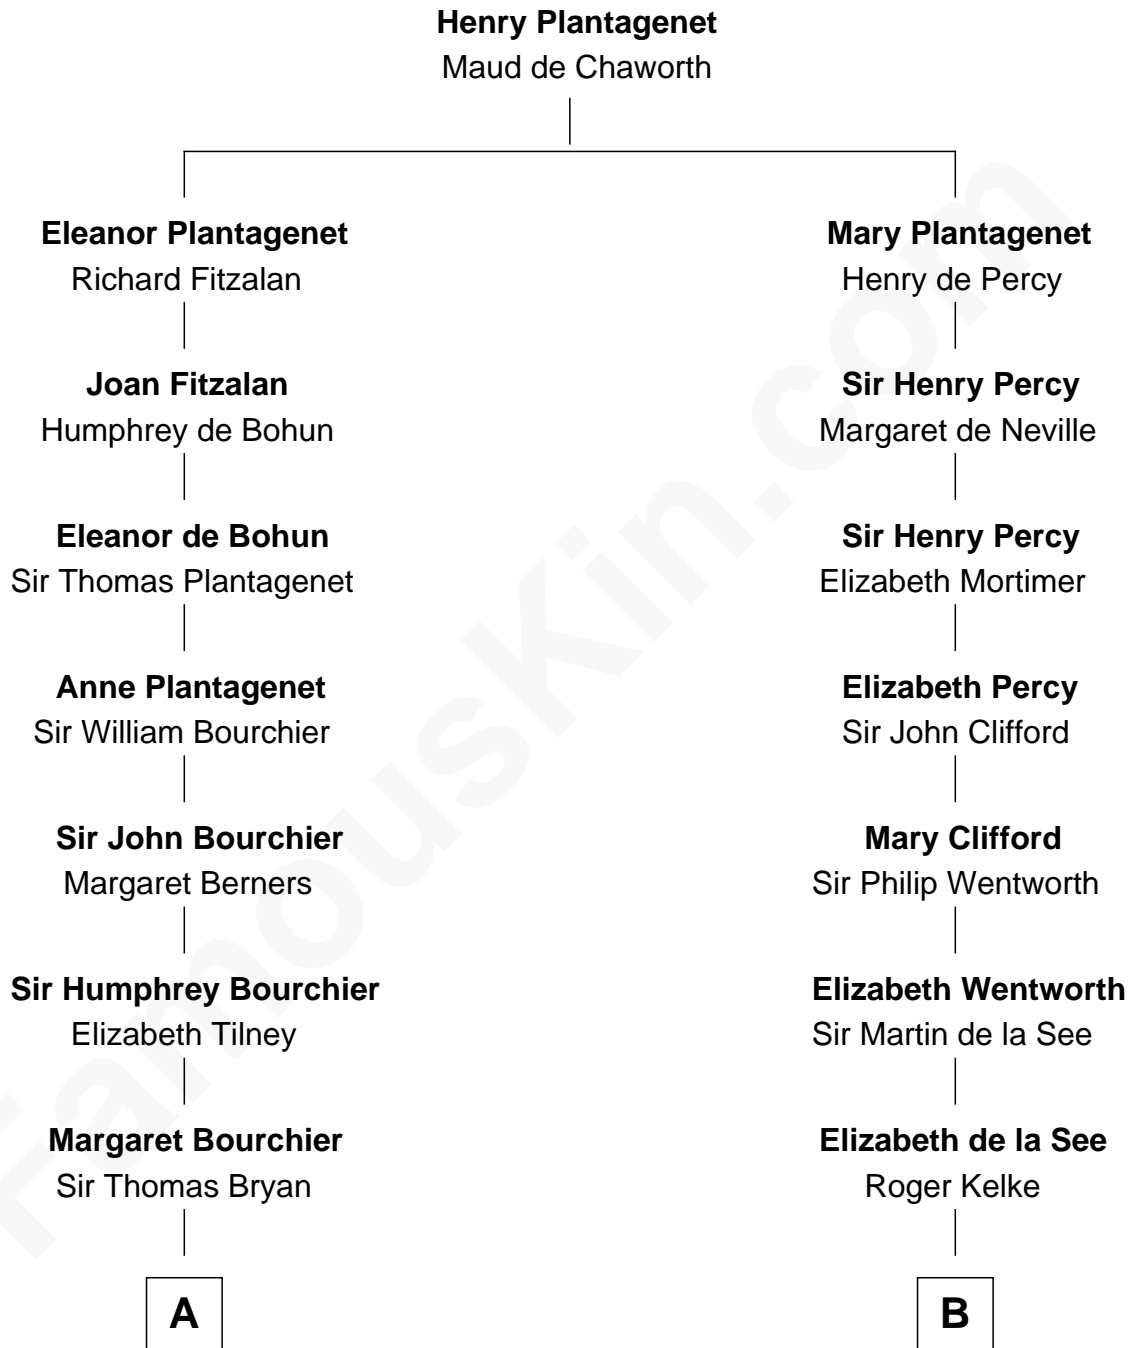 Henry Plantagenet
Maud de Chaworth
Eleanor Plantagenet
Richard Fitzalan
Mary Plantagenet
Henry de Percy
Joan Fitzalan
Humphrey de Bohun
Sir Henry Percy
Margaret de Neville
Eleanor de Bohun
Sir Thomas Plantagenet
Sir Henry Percy
Elizabeth Mortimer
Anne Plantagenet
Sir William Bourchier
Elizabeth Percy
Sir John Clifford
Sir John Bourchier
Margaret Berners
Mary Clifford
Sir Philip Wentworth
Sir Humphrey Bourchier
Elizabeth Tilney
Elizabeth Wentworth
Sir Martin de la See
Margaret Bourchier
Sir Thomas Bryan
Elizabeth de la See
Roger Kelke
A
B
FamousKin.com